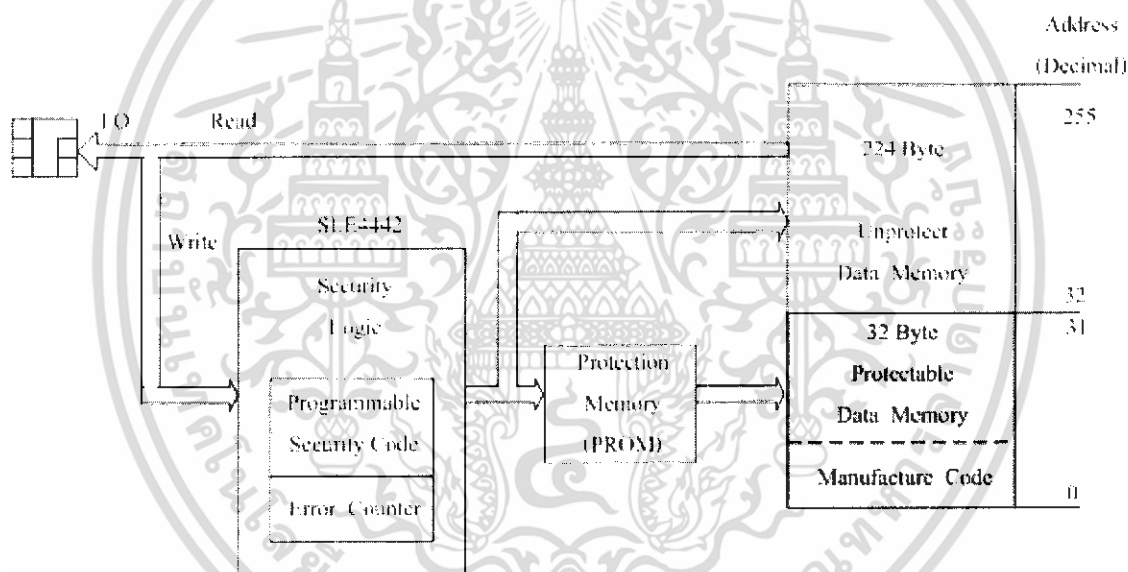 Address
(Decimal)
I/O Read
255
224 Byte
SLE4442
Write
Unprotect
Security
Data Memory
Logic
32
31
32 Byte
Protection
Protectable
Programmable
Memory
Data Memory
Security Code
(PROM)
Manufacture Code
0
Error Counter